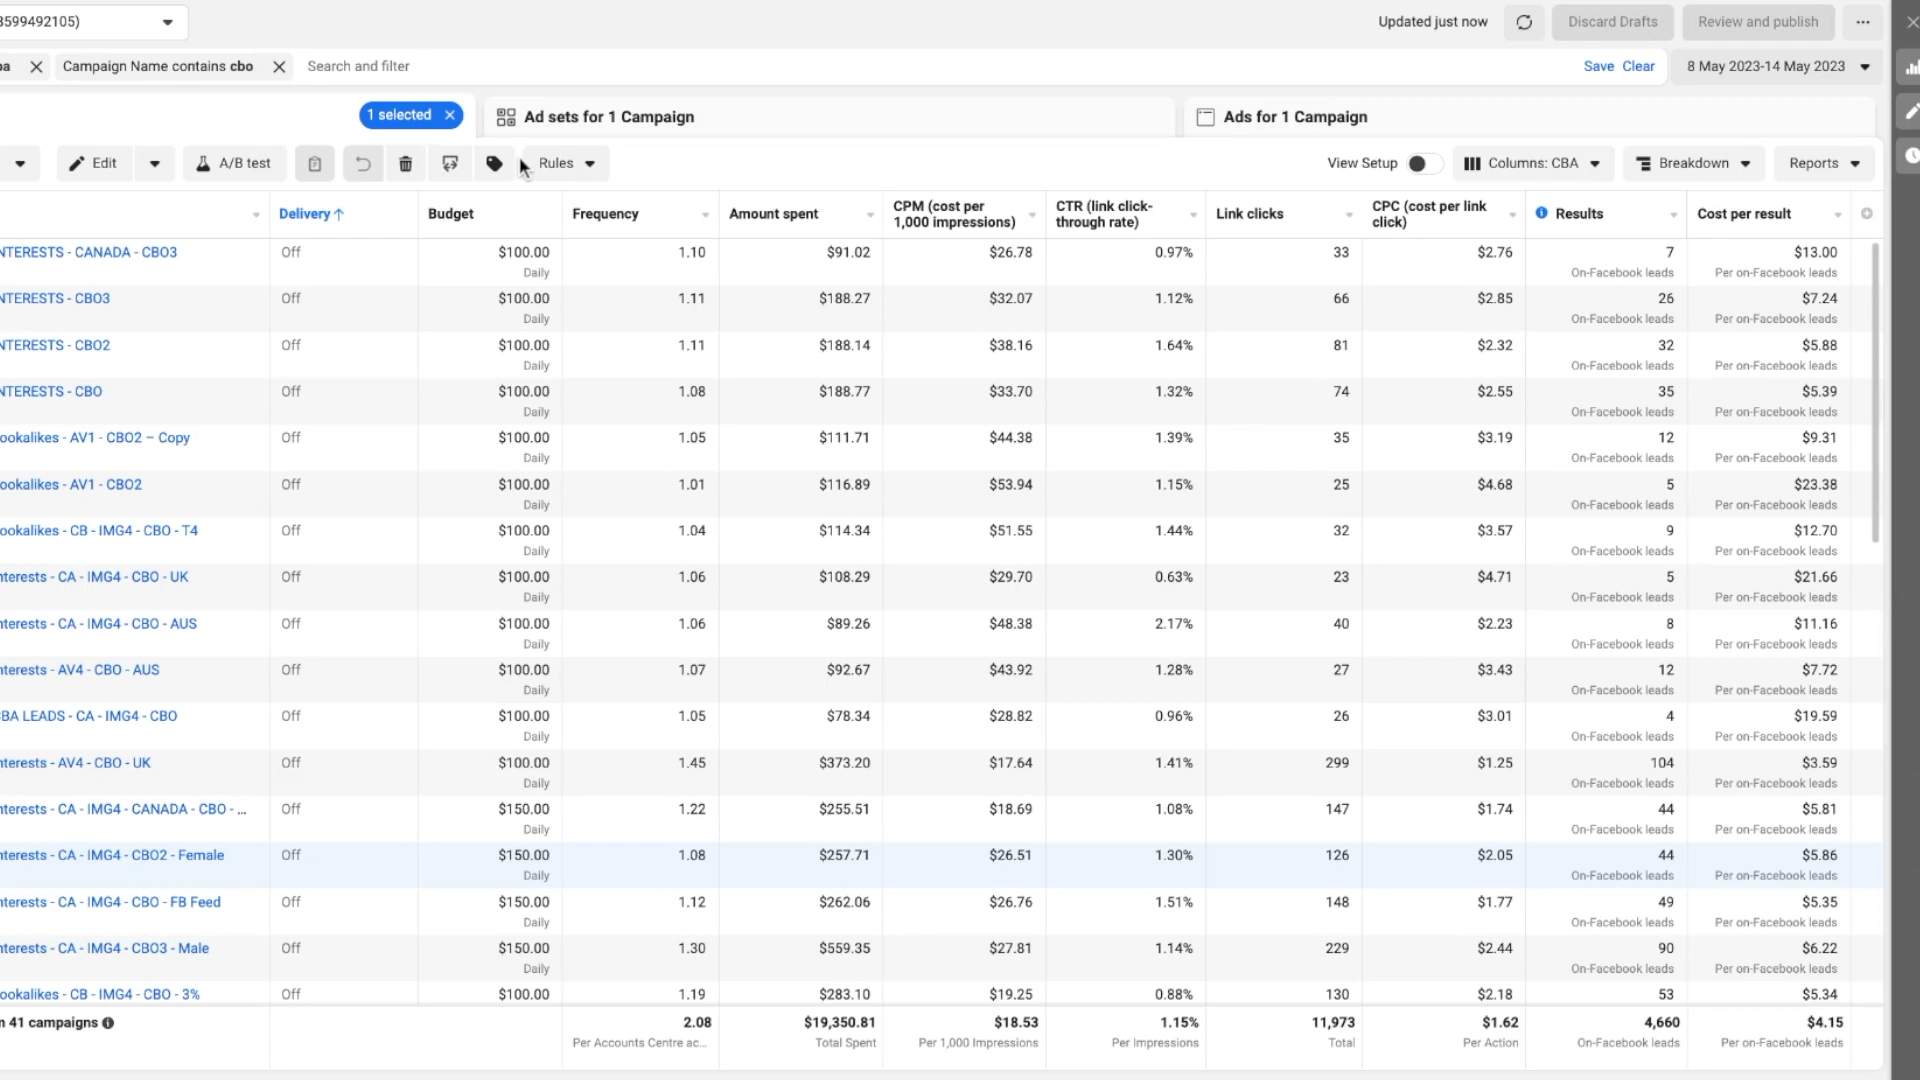 3599492105)
Updated just now
Discard Drafts
Review and publish
Campaign Name contains cbo
Search and filter
Save Clear
8 May 2023-14 May 2023
1 selected
Ad sets for 1 Campaign
Ads for 1 Campaign
Edit
A/B test
Rules
View Setup
Columns: CBA
Breakdown
Reports
Delivery ↑ Budget Frequency Amount spent CPM (cost per 1,000 impressions) CTR (link click-through rate) Link clicks CPC (cost per link click) Results Cost per result
NTERESTS - CANADA - CBO3 Off $100.00 1.10 $91.02 $26.78 0.97% 33 $2.76 7 $13.00
Daily On-Facebook leads Per on-Facebook leads
NTERESTS - CBO3 Off $100.00 1.11 $188.27 $32.07 1.12% 66 $2.85 26 $7.24
Daily On-Facebook leads Per on-Facebook leads
NTERESTS - CBO2 Off $100.00 1.11 $188.14 $38.16 1.64% 81 $2.32 32 $5.88
Daily On-Facebook leads Per on-Facebook leads
NTERESTS - CBO Off $100.00 1.08 $188.77 $33.70 1.32% 74 $2.55 35 $5.39
Daily On-Facebook leads Per on-Facebook leads
ookalikes - AV1 - CBO2 – Copy Off $100.00 1.05 $111.71 $44.38 1.39% 35 $3.19 12 $9.31
Daily On-Facebook leads Per on-Facebook leads
ookalikes - AV1 - CBO2 Off $100.00 1.01 $116.89 $53.94 1.15% 25 $4.68 5 $23.38
Daily On-Facebook leads Per on-Facebook leads
ookalikes - CB - IMG4 - CBO - T4 Off $100.00 1.04 $114.34 $51.55 1.44% 32 $3.57 9 $12.70
Daily On-Facebook leads Per on-Facebook leads
nterests - CA - IMG4 - CBO - UK Off $100.00 1.06 $108.29 $29.70 0.63% 23 $4.71 5 $21.66
Daily On-Facebook leads Per on-Facebook leads
nterests - CA - IMG4 - CBO - AUS Off $100.00 1.06 $89.26 $48.38 2.17% 40 $2.23 8 $11.16
Daily On-Facebook leads Per on-Facebook leads
nterests - AV4 - CBO - AUS Off $100.00 1.07 $92.67 $43.92 1.28% 27 $3.43 12 $7.72
Daily On-Facebook leads Per on-Facebook leads
BA LEADS - CA - IMG4 - CBO Off $100.00 1.05 $78.34 $28.82 0.96% 26 $3.01 4 $19.59
Daily On-Facebook leads Per on-Facebook leads
nterests - AV4 - CBO - UK Off $100.00 1.45 $373.20 $17.64 1.41% 299 $1.25 104 $3.59
Daily On-Facebook leads Per on-Facebook leads
nterests - CA - IMG4 - CANADA - CBO - ... Off $150.00 1.22 $255.51 $18.69 1.08% 147 $1.74 44 $5.81
Daily On-Facebook leads Per on-Facebook leads
nterests - CA - IMG4 - CBO2 - Female Off $150.00 1.08 $257.71 $26.51 1.30% 126 $2.05 44 $5.86
Daily On-Facebook leads Per on-Facebook leads
nterests - CA - IMG4 - CBO - FB Feed Off $150.00 1.12 $262.06 $26.76 1.51% 148 $1.77 49 $5.35
Daily On-Facebook leads Per on-Facebook leads
nterests - CA - IMG4 - CBO3 - Male Off $150.00 1.30 $559.35 $27.81 1.14% 229 $2.44 90 $6.22
Daily On-Facebook leads Per on-Facebook leads
ookalikes - CB - IMG4 - CBO - 3% Off $100.00 1.19 $283.10 $19.25 0.88% 130 $2.18 53 $5.34
41 campaigns 2.08 $19,350.81 $18.53 1.15% 11,973 $1.62 4,660 $4.15
Per Accounts Centre ac... Total Spent Per 1,000 Impressions Per Impressions Total Per Action On-Facebook leads Per on-Facebook leads